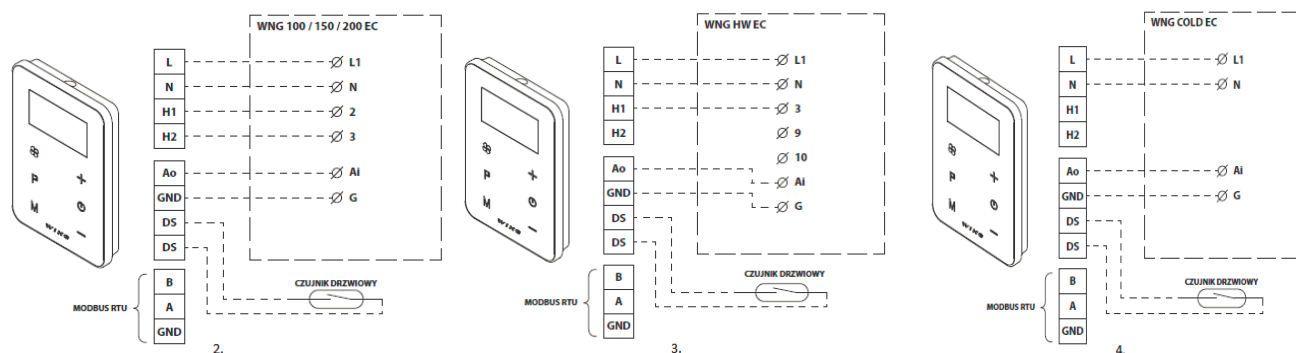 WNG 100 / 150 / 200 EC
L
L1
N
N
H1
2
H2
3
Ao
Ai
GND
G
DS
DS
P
M
WING
CZUJNIK DRZWIOWY
MODBUS RTU
B
A
GND
2.
WNG HW EC
L
L1
N
N
H1
3
H2
9
10
Ao
Ai
GND
G
DS
DS
P
M
WING
CZUJNIK DRZWIOWY
MODBUS RTU
B
A
GND
3.
WNG COLD EC
L
L1
N
N
H1
H2
Ao
Ai
GND
G
DS
DS
P
M
WING
CZUJNIK DRZWIOWY
MODBUS RTU
B
A
GND
4.